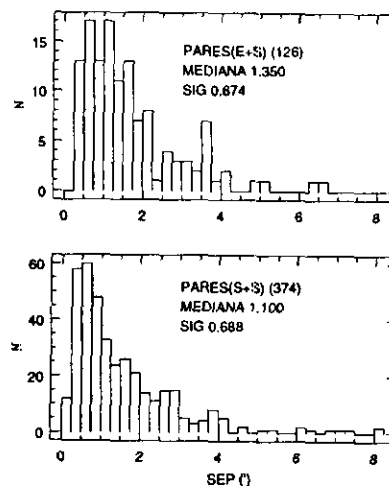 15
10
5
0
N
PARES(E+S) (126)
MEDIANA 1.350
SIG 0.674
0 2 4 6 8
60
40
20
0
N
PARES(S+S) (374)
MEDIANA 1.100
SIG 0.688
0 2 4 6 8
SEP (')